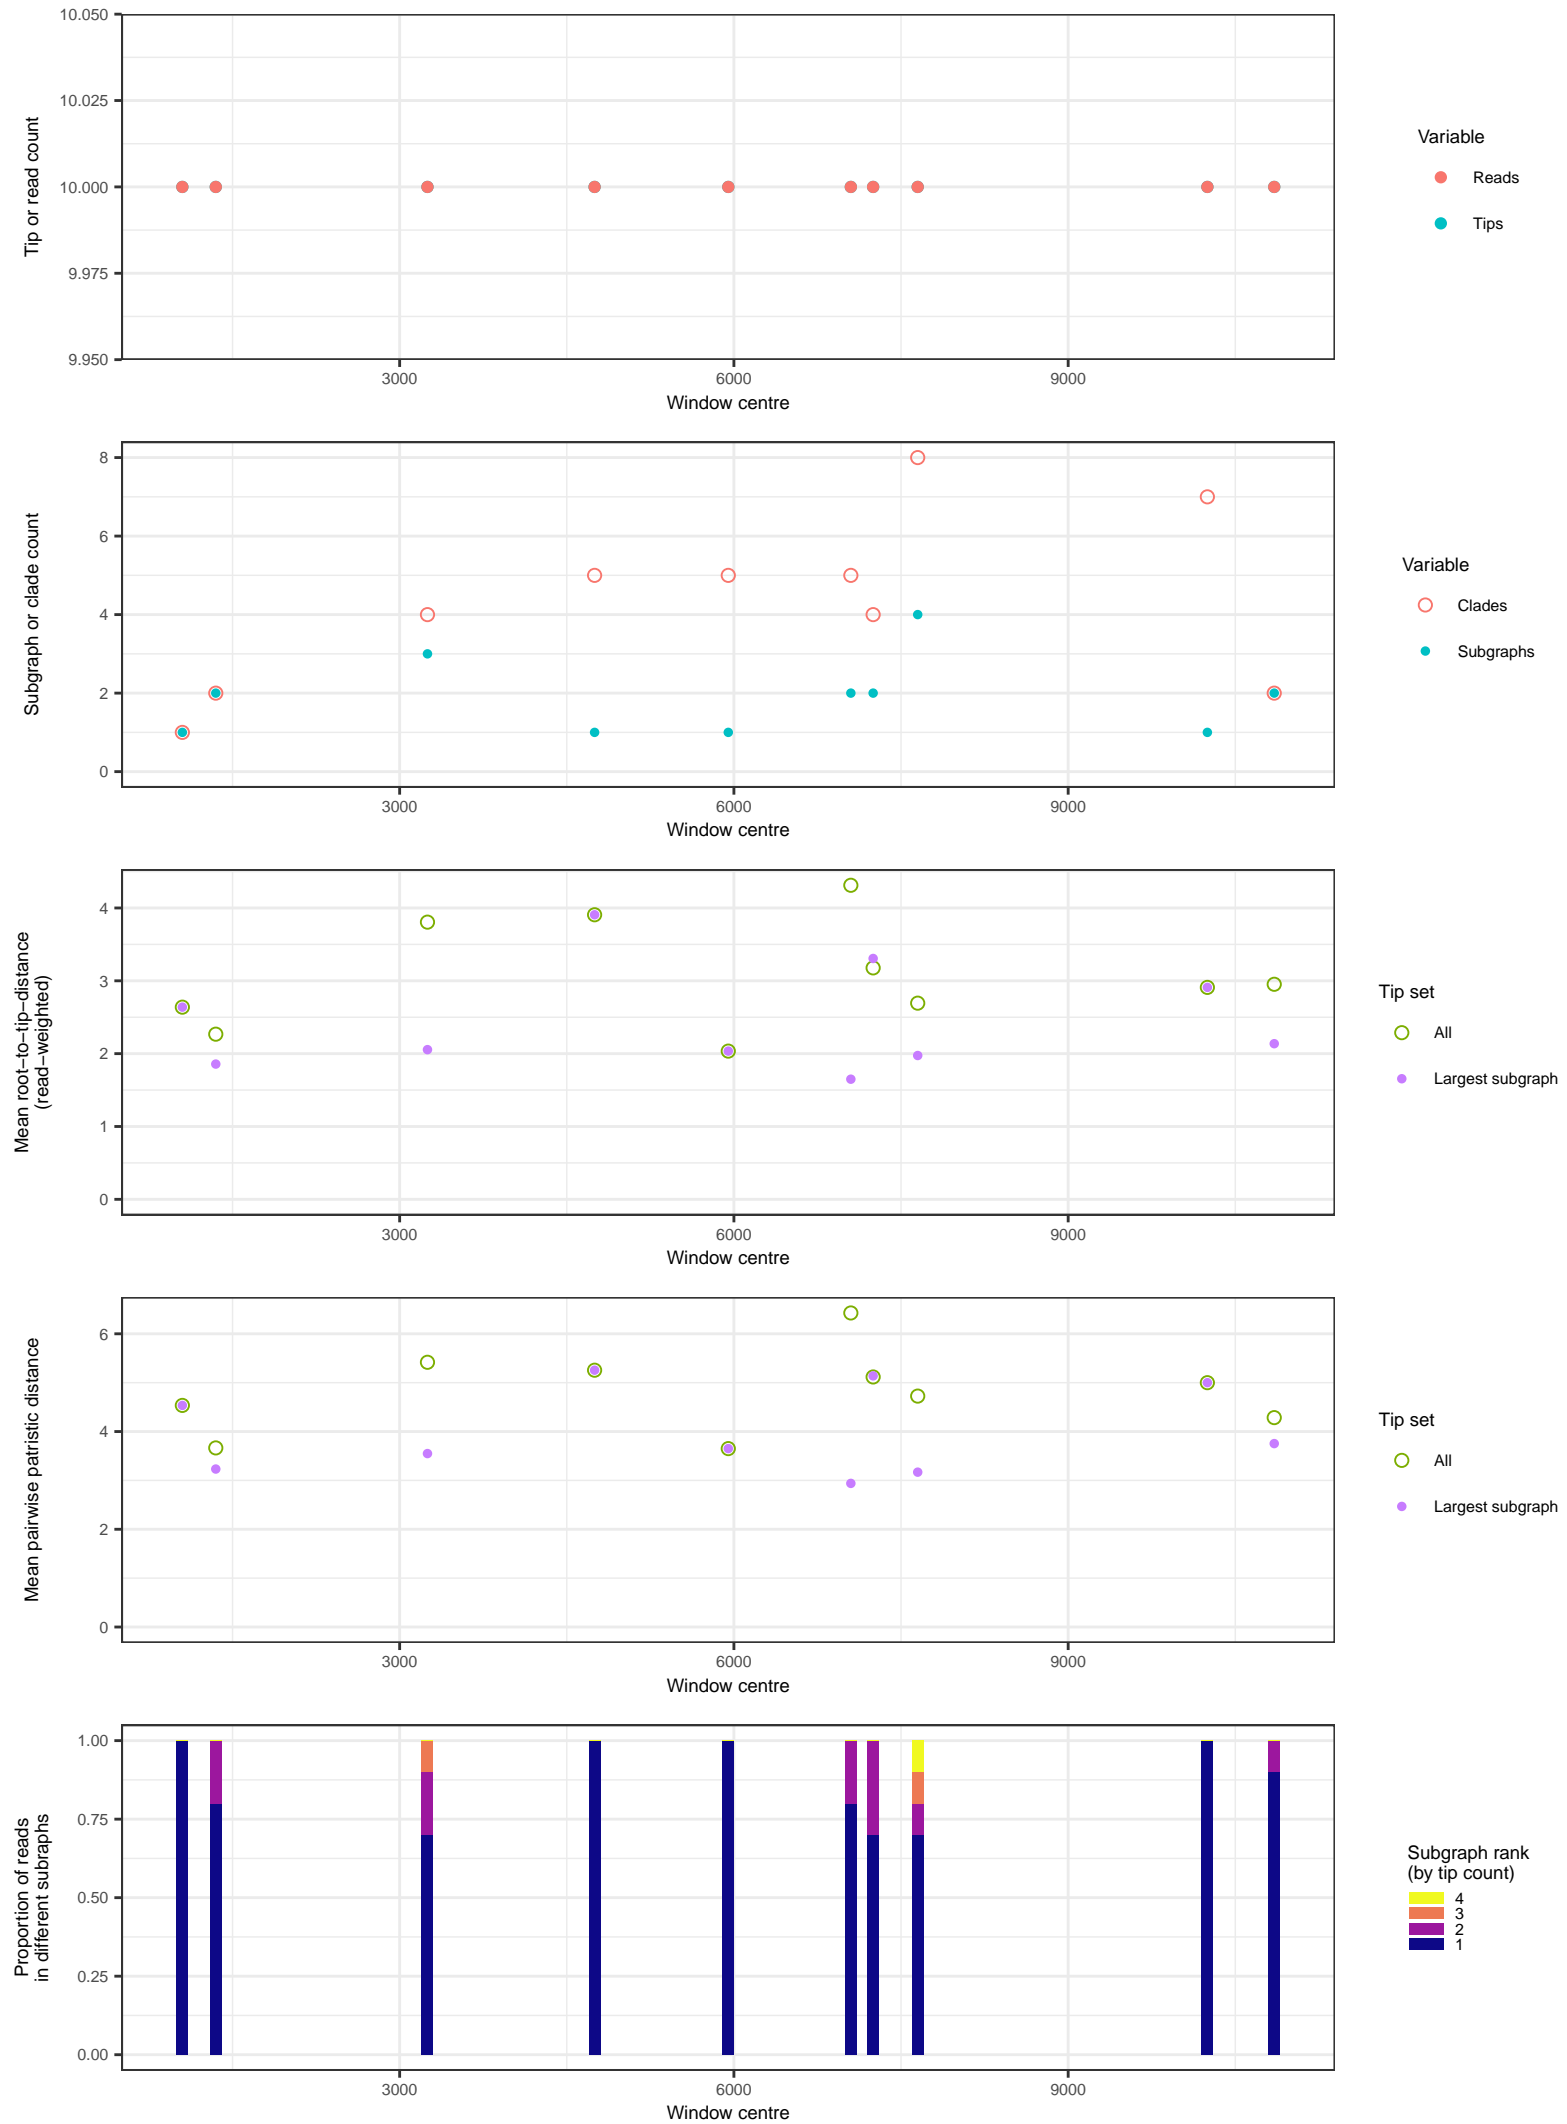 10.050
10.025
10.000
9.975
9.950
Tip or read count
3000
6000
9000
Window centre
Variable
Reads
Tips
8
6
4
2
0
Subgraph or clade count
3000
6000
9000
Window centre
Variable
Clades
Subgraphs
4
3
2
1
0
Mean root−to−tip−distance
(read−weighted)
3000
6000
9000
Window centre
Tip set
All
Largest subgraph
6
4
2
0
Mean pairwise patristic distance
3000
6000
9000
Window centre
Tip set
All
Largest subgraph
1.00
0.75
0.50
0.25
0.00
Proportion of reads
in different subraphs
3000
6000
9000
Window centre
Subgraph rank
(by tip count)
4
3
2
1